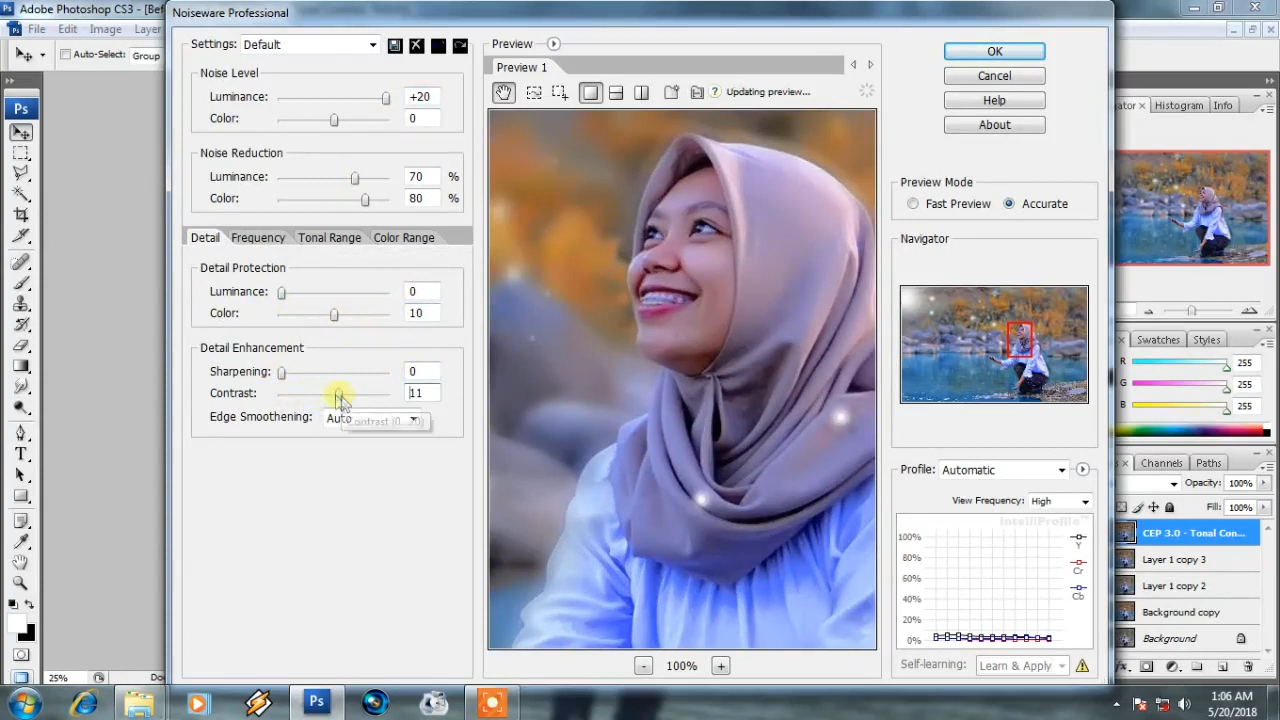 Adobe Photoshop CS3 - [Bef
Noiseware Professional
File Edit Image Layer
Auto-Select: Group
Ps
Settings: Default
Noise Level
Luminance: +20
Color: 0
Noise Reduction
Luminance: 70 %
Color: 80 %
Detail Frequency Tonal Range Color Range
Detail Protection
Luminance: 0
Color: 10
Detail Enhancement
Sharpening: 0
Contrast: 11
Edge Smoothening: Auto
Contrast (0..20)
Preview
Preview 1
Updating preview...
- 100% +
OK
Cancel
Help
About
Preview Mode
Fast Preview Accurate
Navigator
Profile: Automatic
View Frequency: High
IntelliProfile™
100%
80%
60%
40%
20%
0%
Y
Cr
Cb
Self-learning: Learn & Apply
Histogram Info
Swatches Styles
R 255
G 255
B 255
Channels Paths
Opacity: 100%
Fill: 100%
CEP 3.0 - Tonal Con...
Layer 1 copy 3
Layer 1 copy 2
Background copy
Background
25%
Ps
1:06 AM
5/20/2018